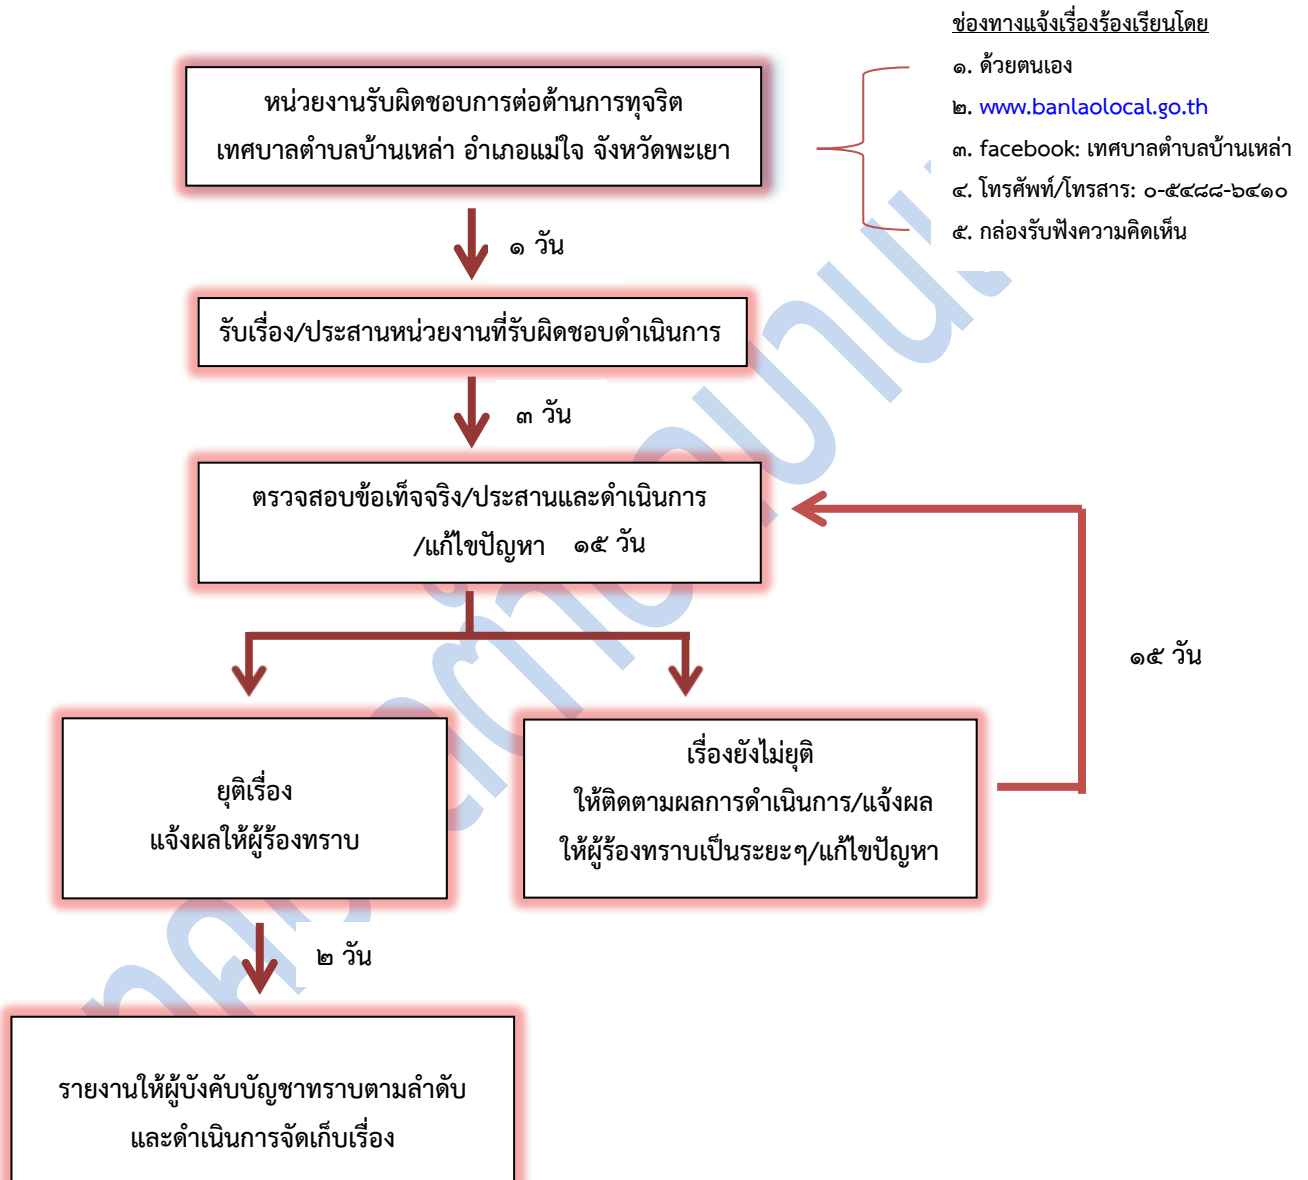 ช่องทางแจ้งเรื่องร้องเรียนโดย
๑. ด้วยตนเอง
๒. www.banlaolocal.go.th
๓. facebook: เทศบาลตำบลบ้านเหล่า
๔. โทรศัพท์/โทรสาร: ๐-๕๔๘๘-๖๔๑๐
๕. กล่องรับฟังความคิดเห็น
หน่วยงานรับผิดชอบการต่อต้านการทุจริต
เทศบาลตำบลบ้านเหล่า อำเภอแม่ใจ จังหวัดพะเยา
๑ วัน
รับเรื่อง/ประสานหน่วยงานที่รับผิดชอบดำเนินการ
๓ วัน
ตรวจสอบข้อเท็จจริง/ประสานและดำเนินการ
/แก้ไขปัญหา ๑๕ วัน
๑๕ วัน
ยุติเรื่อง
แจ้งผลให้ผู้ร้องทราบ
เรื่องยังไม่ยุติ
ให้ติดตามผลการดำเนินการ/แจ้งผล
ให้ผู้ร้องทราบเป็นระยะๆ/แก้ไขปัญหา
๒ วัน
รายงานให้ผู้บังคับบัญชาทราบตามลำดับ
และดำเนินการจัดเก็บเรื่อง